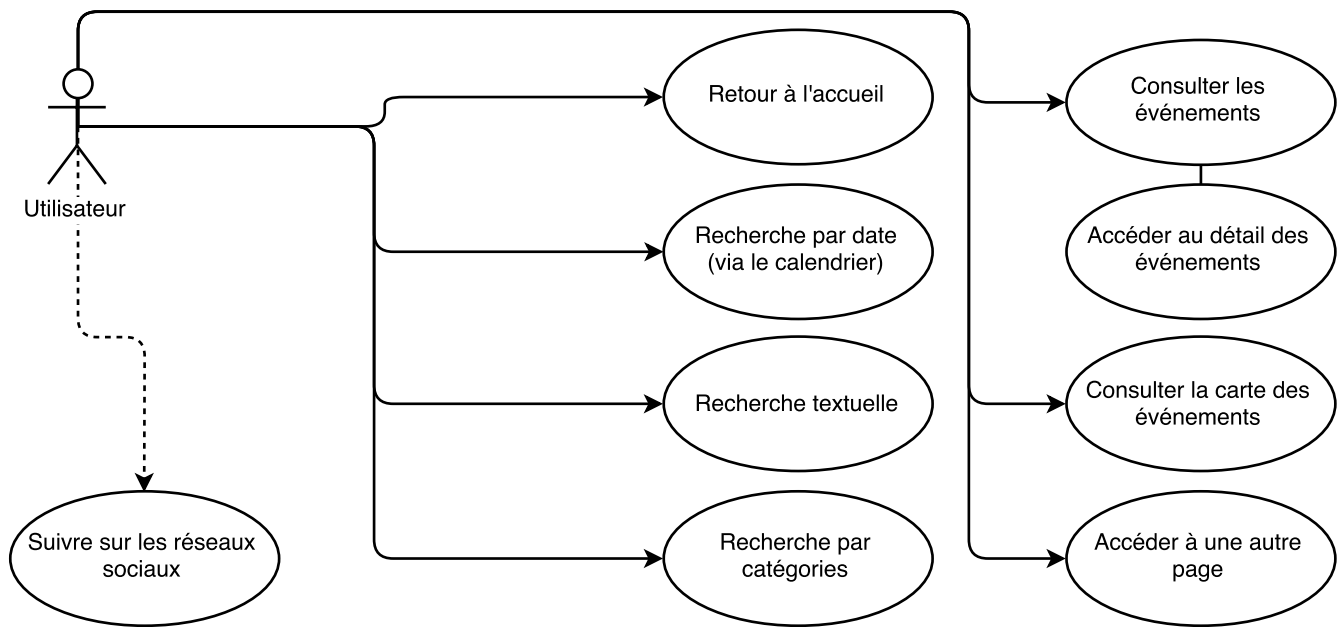 Utilisateur
Suivre sur les réseaux
sociaux
Retour à l'accueil
Recherche par date
(via le calendrier)
Recherche textuelle
Recherche par
catégories
Consulter les
événements
Accéder au détail des
événements
Consulter la carte des
événements
Accéder à une autre
page